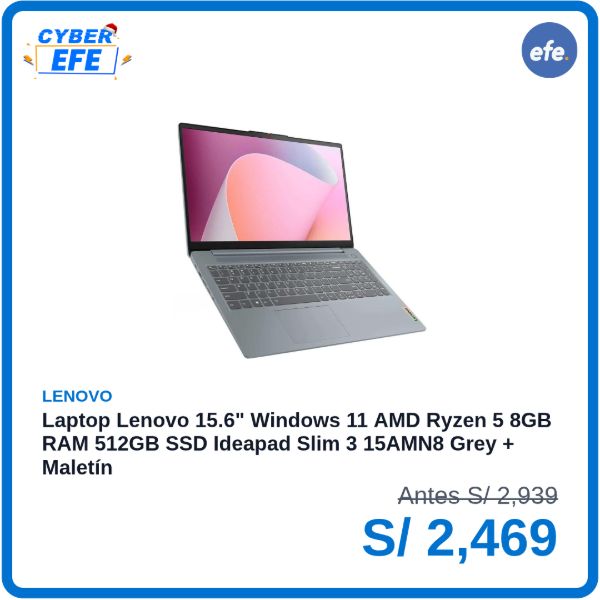 CYBER
EFE
efe.
LENOVO
Laptop Lenovo 15.6" Windows 11 AMD Ryzen 5 8GB
RAM 512GB SSD Ideapad Slim 3 15AMN8 Grey +
Maletín
Antes S/ 2,939
S/ 2,469